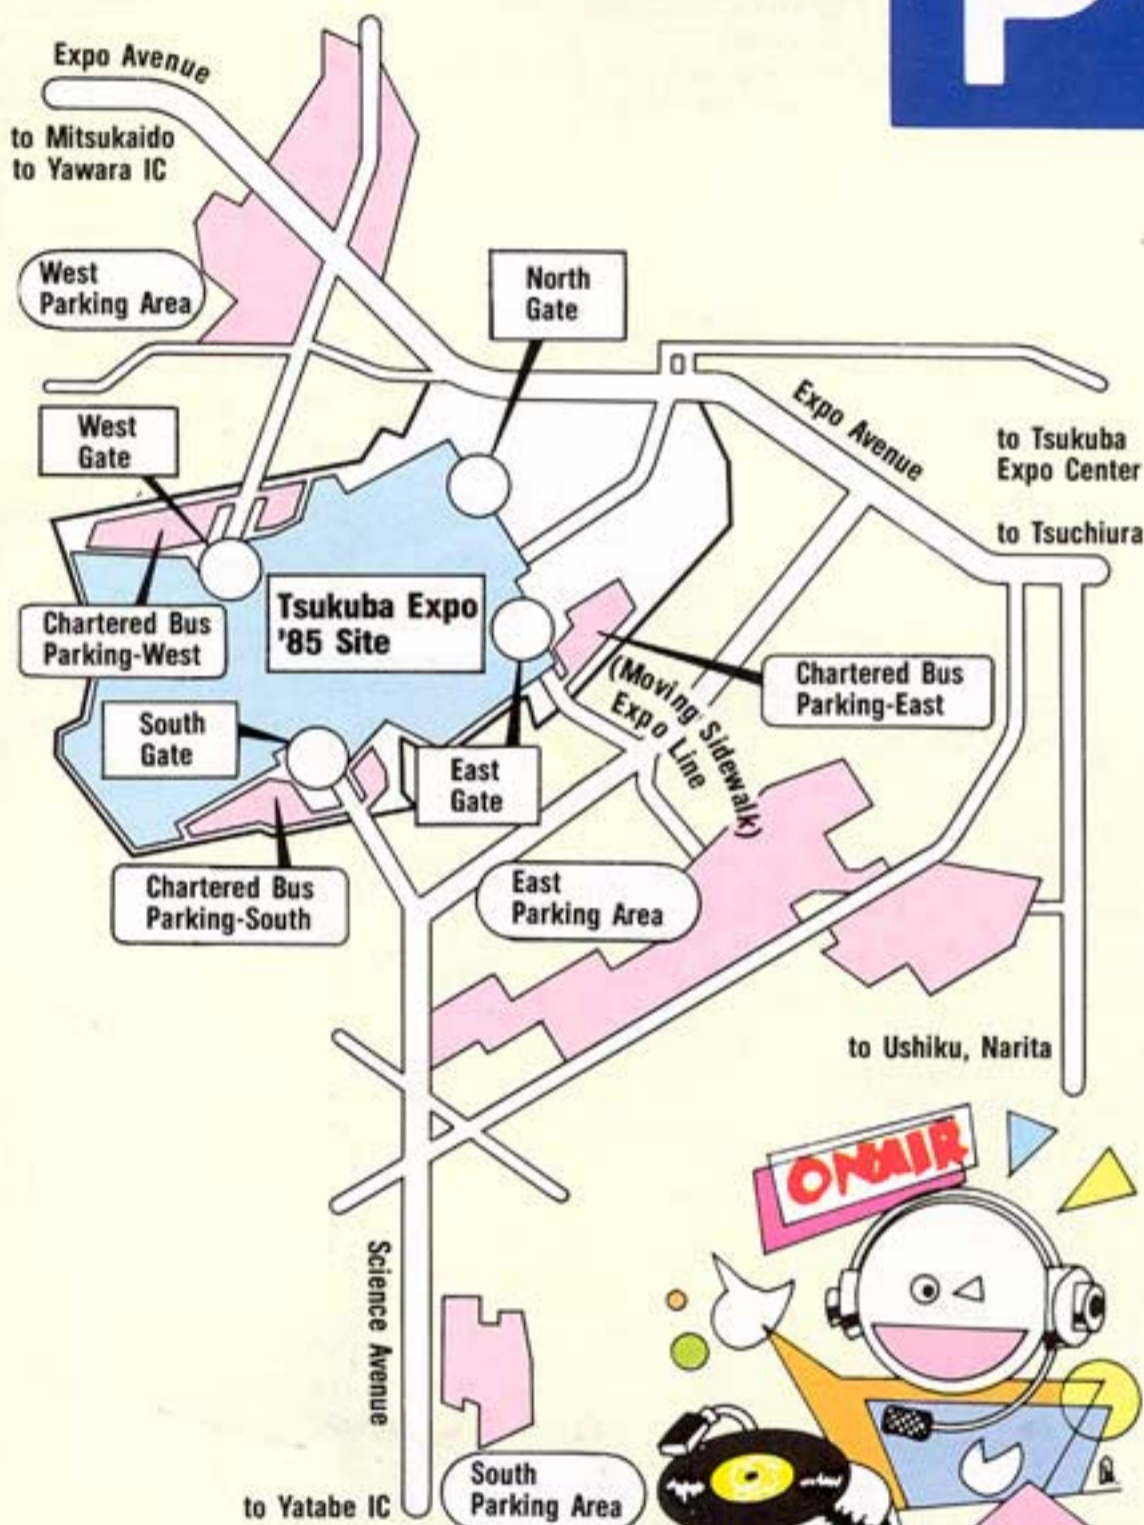 P
Expo Avenue
to Mitsukaido
to Yawara IC
West
Parking Area
North
Gate
West
Gate
Expo Avenue
to Tsukuba
Expo Center
to Tsuchiura
Tsukuba Expo
'85 Site
Chartered Bus
Parking-West
(Moving Sidewalk)
Expo Line
Chartered Bus
Parking-East
South
Gate
East
Gate
Chartered Bus
Parking-South
East
Parking Area
to Ushiku, Narita
ON AIR
Science Avenue
South
Parking Area
to Yatabe IC